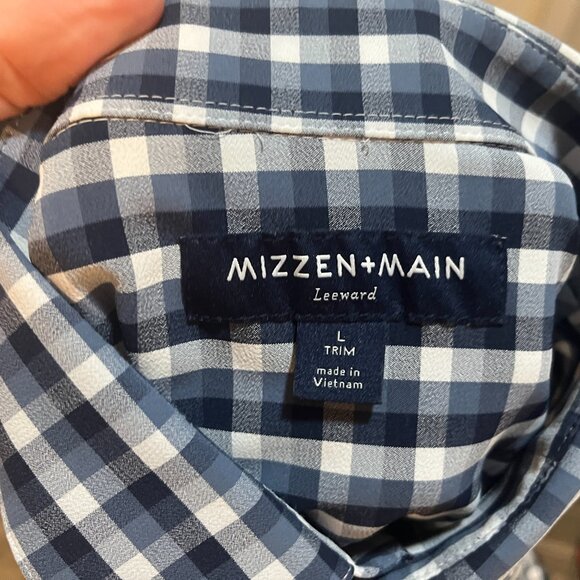 MIZZEN+MAIN
Leeward
L
TRIM
made in
Vietnam